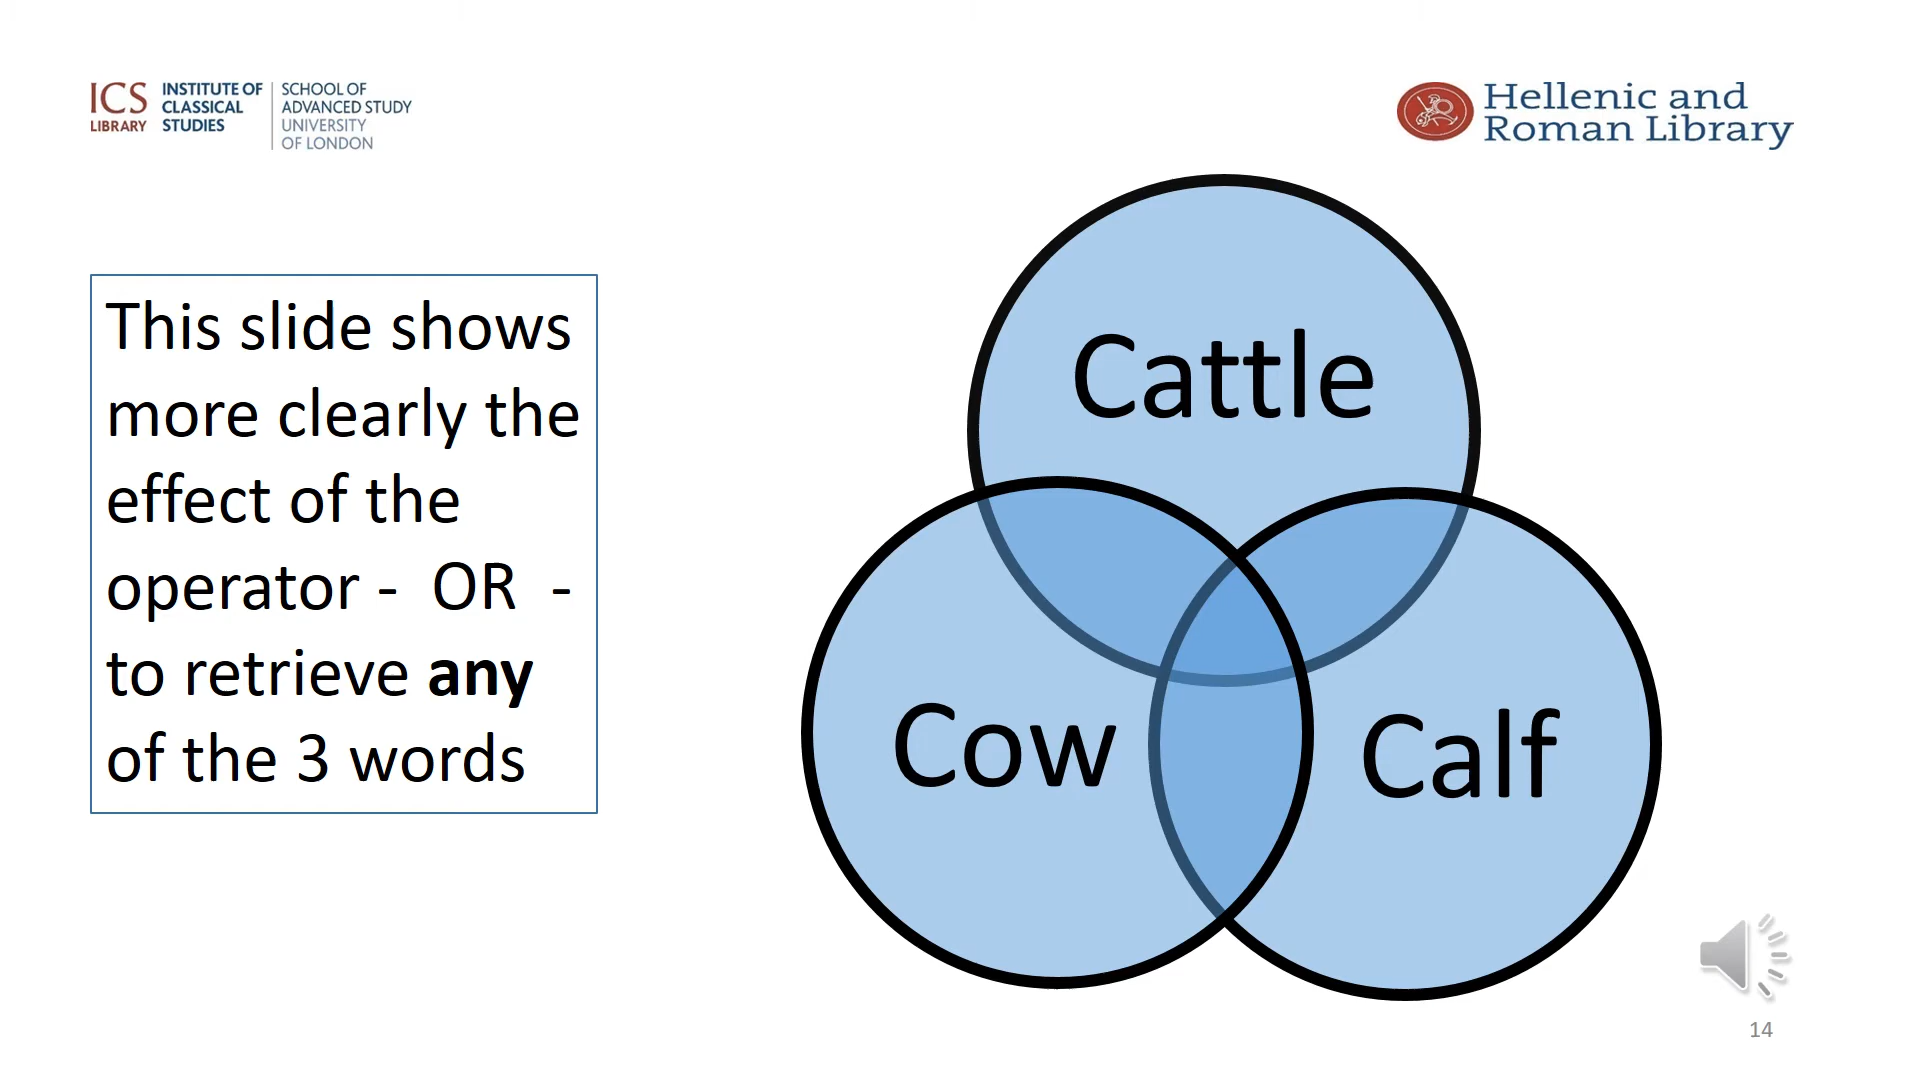 ICS
LIBRARY
INSTITUTE OF
CLASSICAL
STUDIES
SCHOOL OF
ADVANCED STUDY
UNIVERSITY
OF LONDON
Hellenic and
Roman Library
This slide shows
more clearly the
effect of the
operator - OR -
to retrieve any
of the 3 words
Cattle
Cow
Calf
14